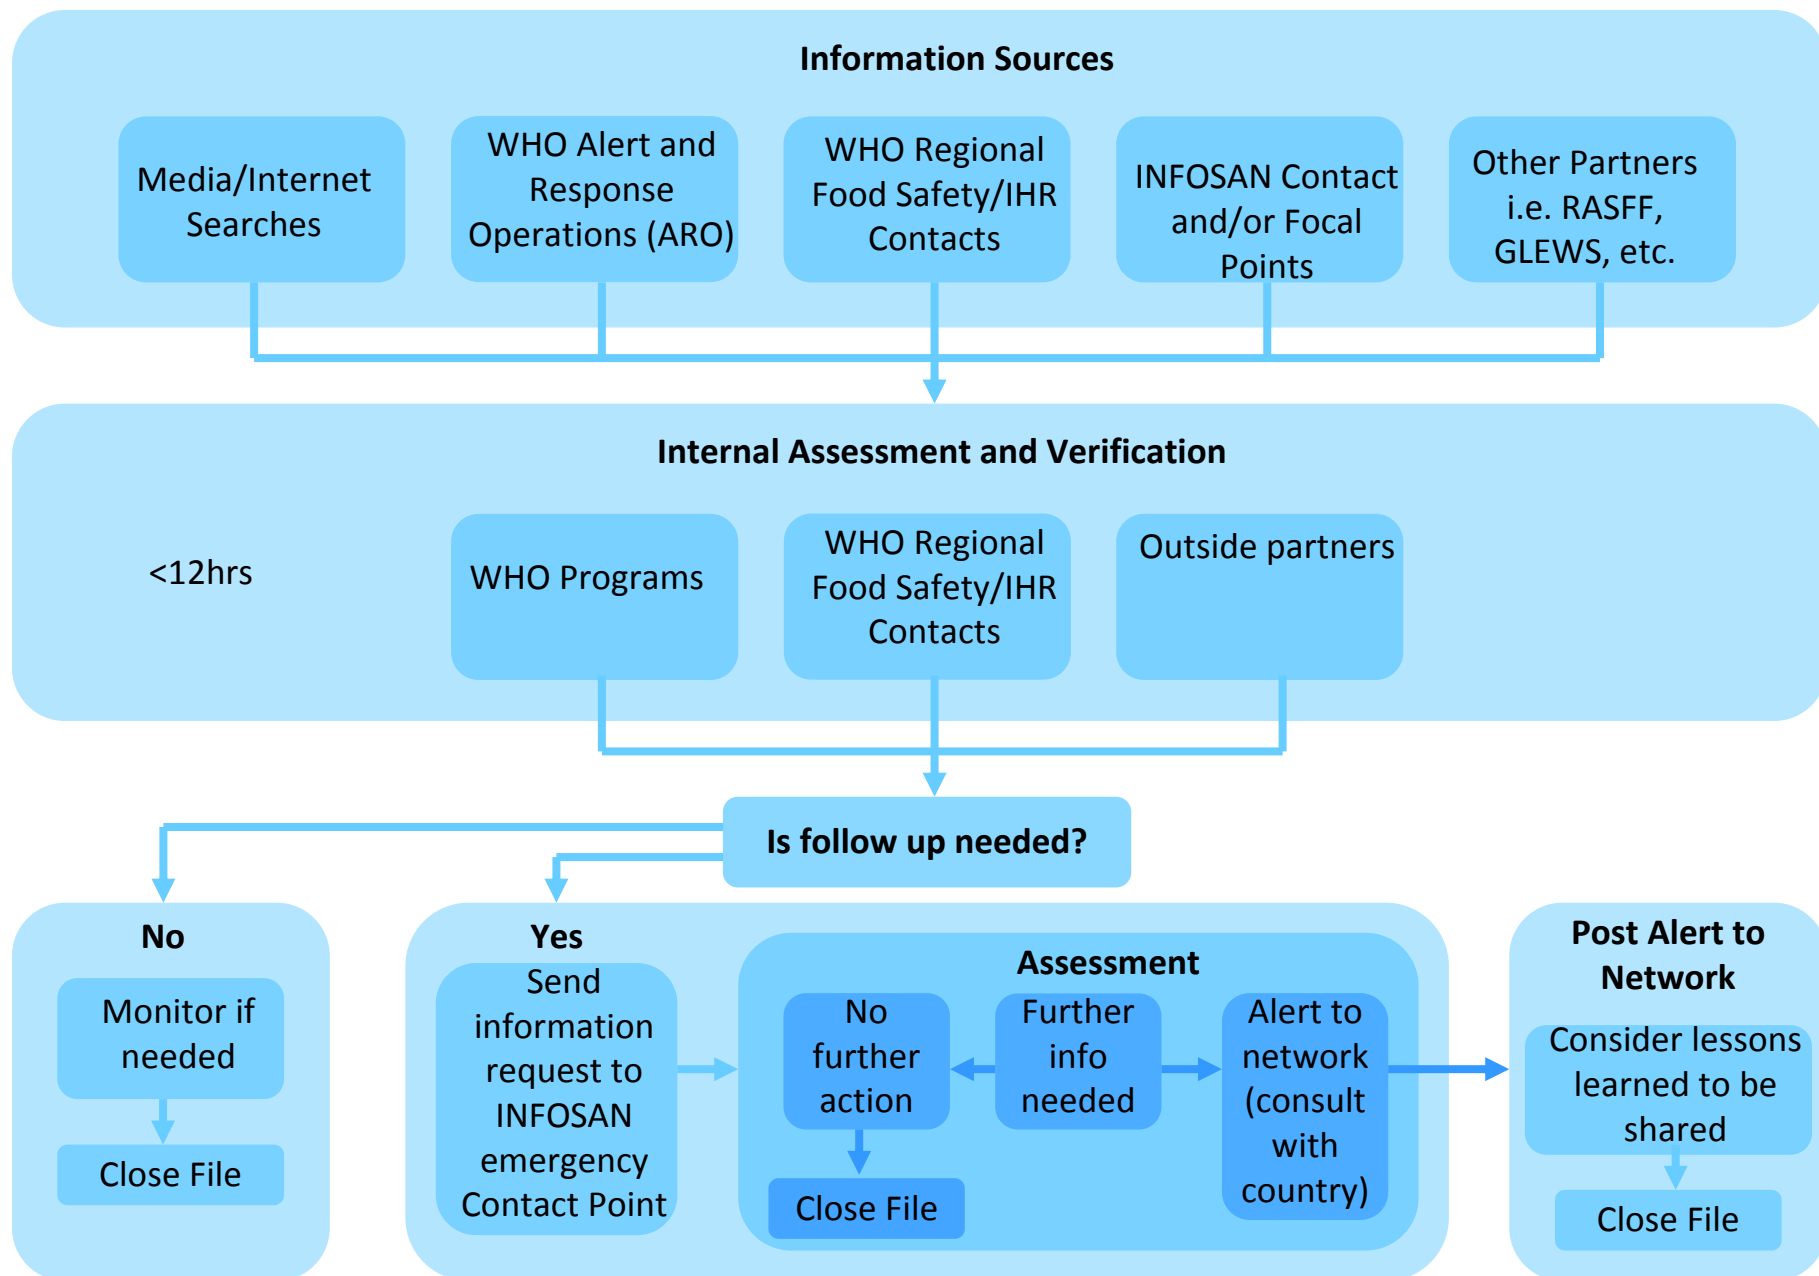 Information Sources
Media/Internet
Searches
WHO Alert and
Response
Operations (ARO)
WHO Regional
Food Safety/IHR
Contacts
INFOSAN Contact
and/or Focal
Points
Other Partners
i.e. RASFF,
GLEWS, etc.
Internal Assessment and Verification
<12hrs
WHO Programs
WHO Regional
Food Safety/IHR
Contacts
Outside partners
Is follow up needed?
No
Monitor if
needed
Close File
Yes
Send
information
request to
INFOSAN
emergency
Contact Point
Assessment
No
further
action
Close File
Further
info
needed
Alert to
network
(consult
with
country)
Post Alert to
Network
Consider lessons
learned to be
shared
Close File